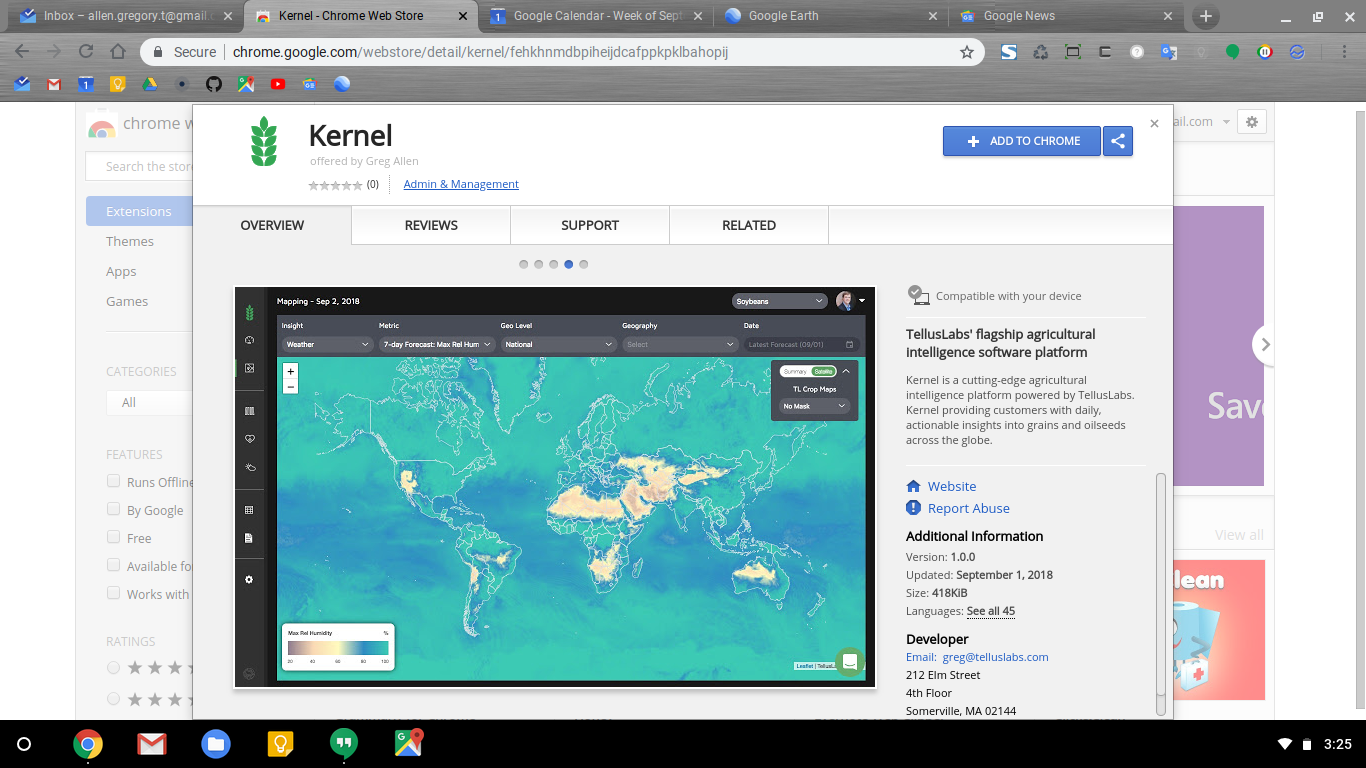 Inbox – allen.gregory.t@gmail.c
Kernel - Chrome Web Store
Google Calendar - Week of Sept
Google Earth
Google News
Secure
chrome.google.com/webstore/detail/kernel/fehkhnmdbpiheijdcafppkpklbahopij
chrome w
ail.com
Search the store
Extensions
Themes
Apps
Games
CATEGORIES
All
FEATURES
Runs Offline
By Google
Free
Available fo
Works with
RATINGS
Kernel
offered by Greg Allen
(0)
Admin & Management
ADD TO CHROME
OVERVIEW
REVIEWS
SUPPORT
RELATED
Mapping - Sep 2, 2018
Soybeans
Insight
Metric
Geo Level
Geography
Date
Weather
7-day Forecast: Max Rel Hum
National
Select
Latest Forecast (09/01)
+
−
Summary
Satellite
TL Crop Maps
No Mask
Max Rel Humidity
%
20
40
60
80
100
Leaflet | TellusL
Compatible with your device
TellusLabs' flagship agricultural
intelligence software platform
Kernel is a cutting-edge agricultural
intelligence platform powered by TellusLabs.
Kernel providing customers with daily,
actionable insights into grains and oilseeds
across the globe.
Website
Report Abuse
Additional Information
Version: 1.0.0
Updated: September 1, 2018
Size: 418KiB
Languages: See all 45
Developer
Email: greg@telluslabs.com
212 Elm Street
4th Floor
Somerville, MA 02144
Save
View all
lean
3:25